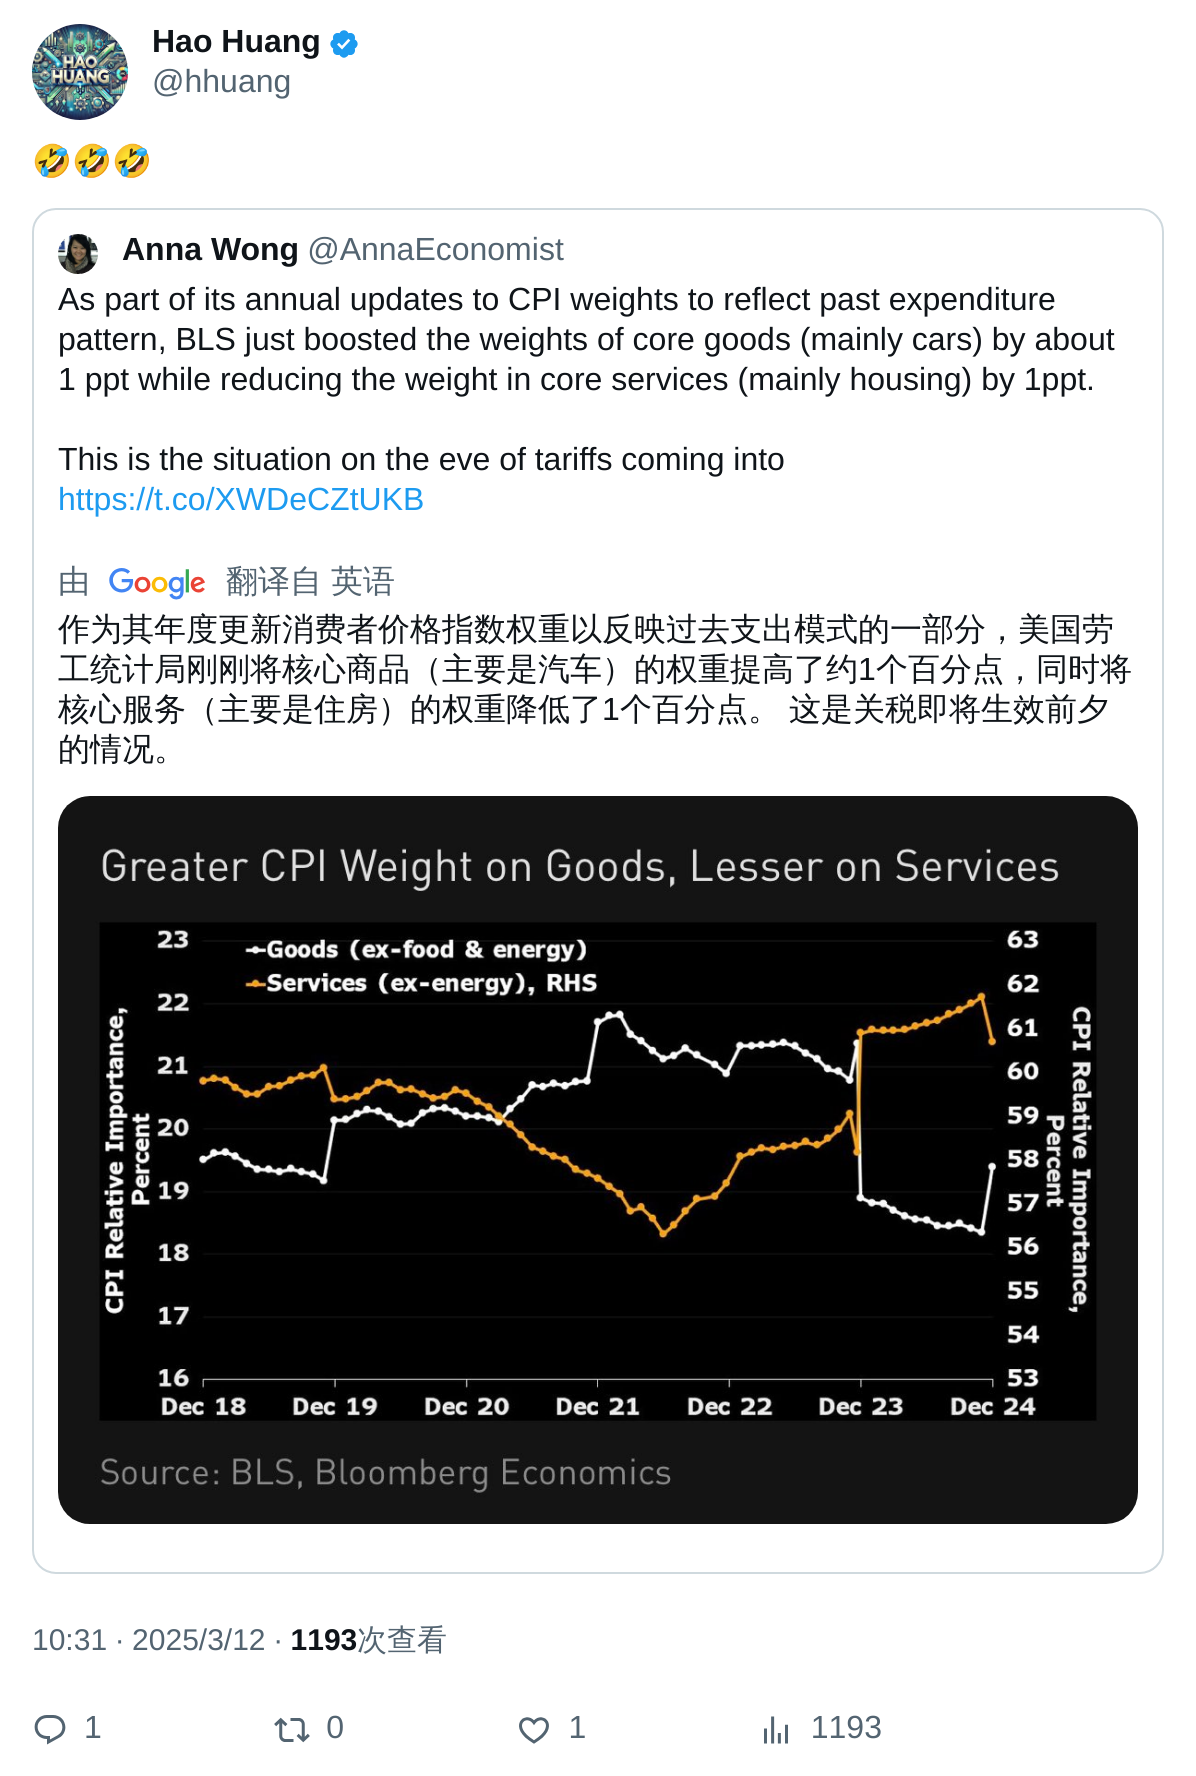 HAO
HUANG
Hao Huang
@hhuang
🤣🤣🤣
Anna Wong @AnnaEconomist
As part of its annual updates to CPI weights to reflect past expenditure
pattern, BLS just boosted the weights of core goods (mainly cars) by about
1 ppt while reducing the weight in core services (mainly housing) by 1ppt.
This is the situation on the eve of tariffs coming into
https://t.co/XWDeCZtUKB
由 Google 翻译自 英语
作为其年度更新消费者价格指数权重以反映过去支出模式的一部分，美国劳
工统计局刚刚将核心商品（主要是汽车）的权重提高了约1个百分点，同时将
核心服务（主要是住房）的权重降低了1个百分点。 这是关税即将生效前夕
的情况。
Greater CPI Weight on Goods, Lesser on Services
Goods (ex-food & energy)
Services (ex-energy), RHS
CPI Relative Importance,
Percent
23
22
21
20
19
18
17
16
63
62
61
60
59
58
57
56
55
54
53
CPI Relative Importance,
Percent
Dec 18 Dec 19 Dec 20 Dec 21 Dec 22 Dec 23 Dec 24
Source: BLS, Bloomberg Economics
10:31 · 2025/3/12 · 1193次查看
1 0 1 1193